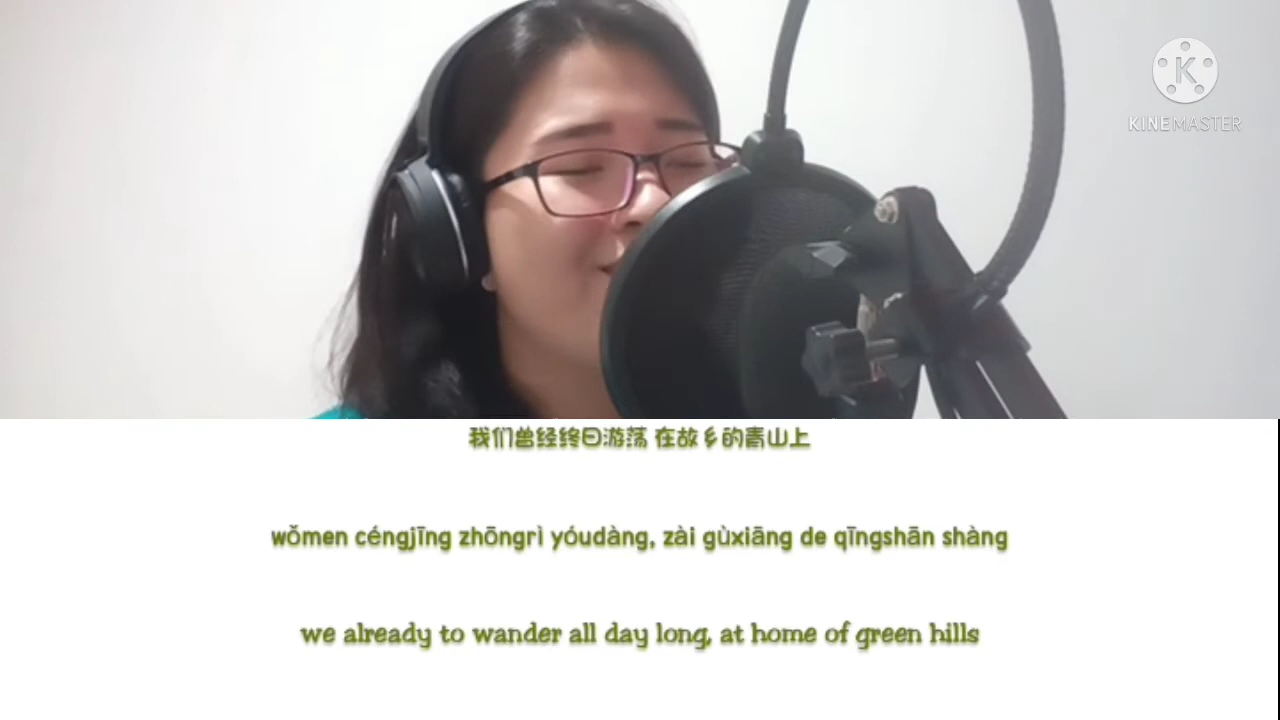 KINEMASTER
我们曾经终日游荡 在故乡的青山上
wǒmen céngjīng zhōngrì yóudàng, zài gùxiāng de qīngshān shàng
we already to wander all day long, at home of green hills